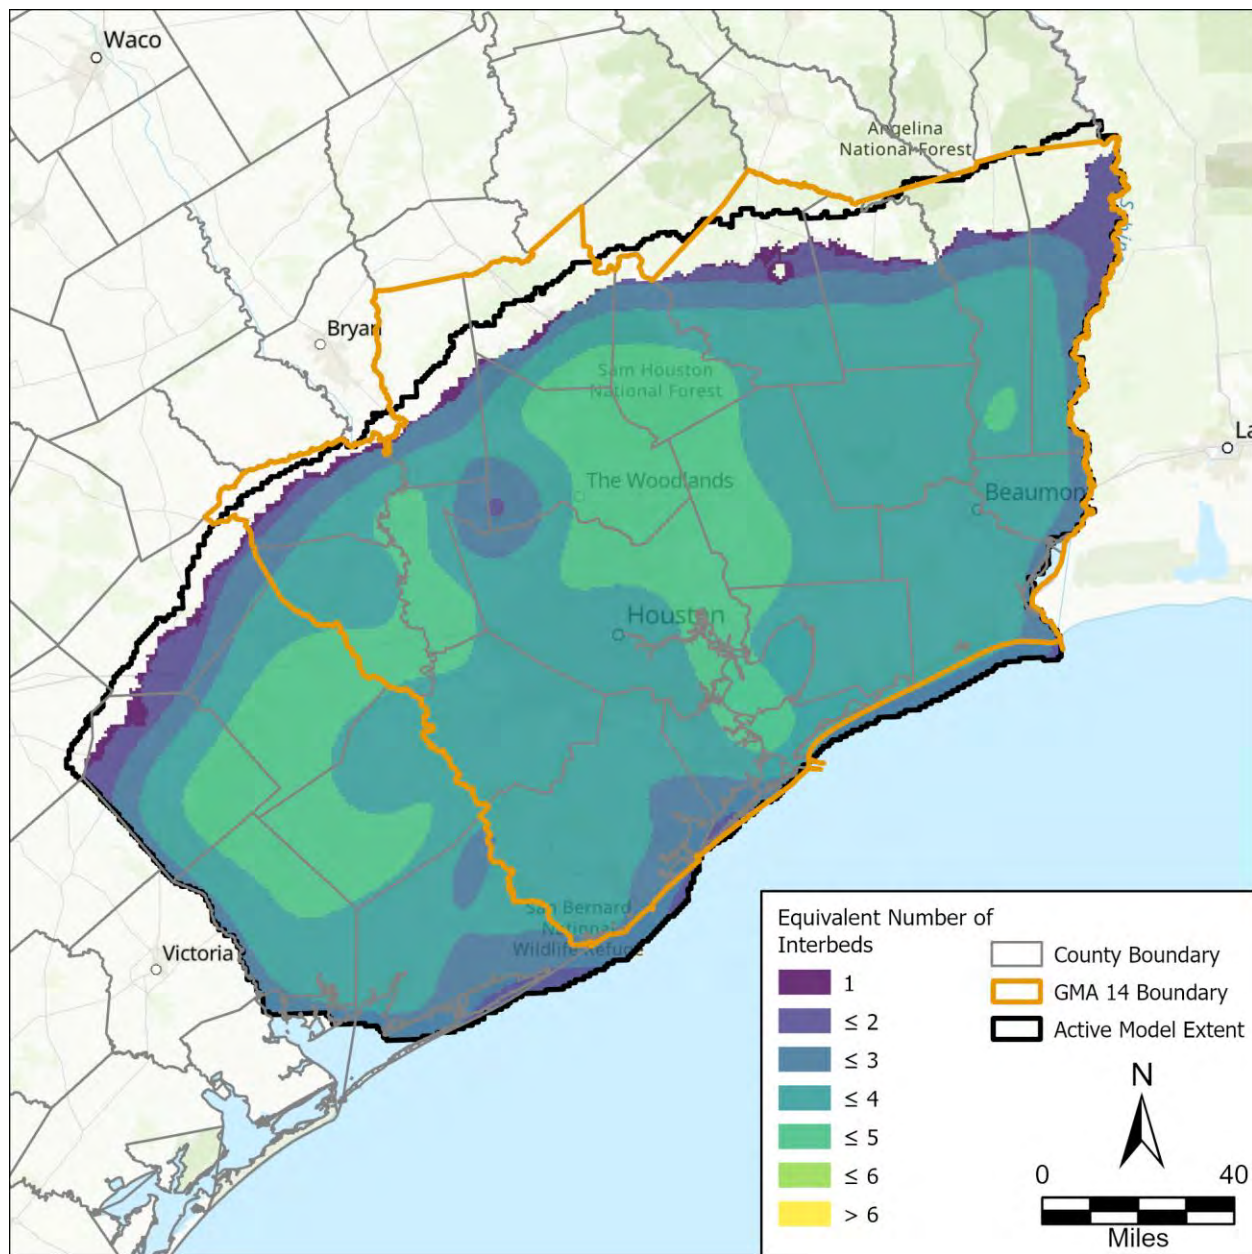 Waco
Angelina
National Forest
Bryan
Sam Houston
National Forest
The Woodlands
La
Beaumon
Houston
San Bernard
National
Wildlife Refuge
Victoria
Equivalent Number of
Interbeds
1
≤ 2
≤ 3
≤ 4
≤ 5
≤ 6
> 6
County Boundary
GMA 14 Boundary
Active Model Extent
N
0 40
Miles